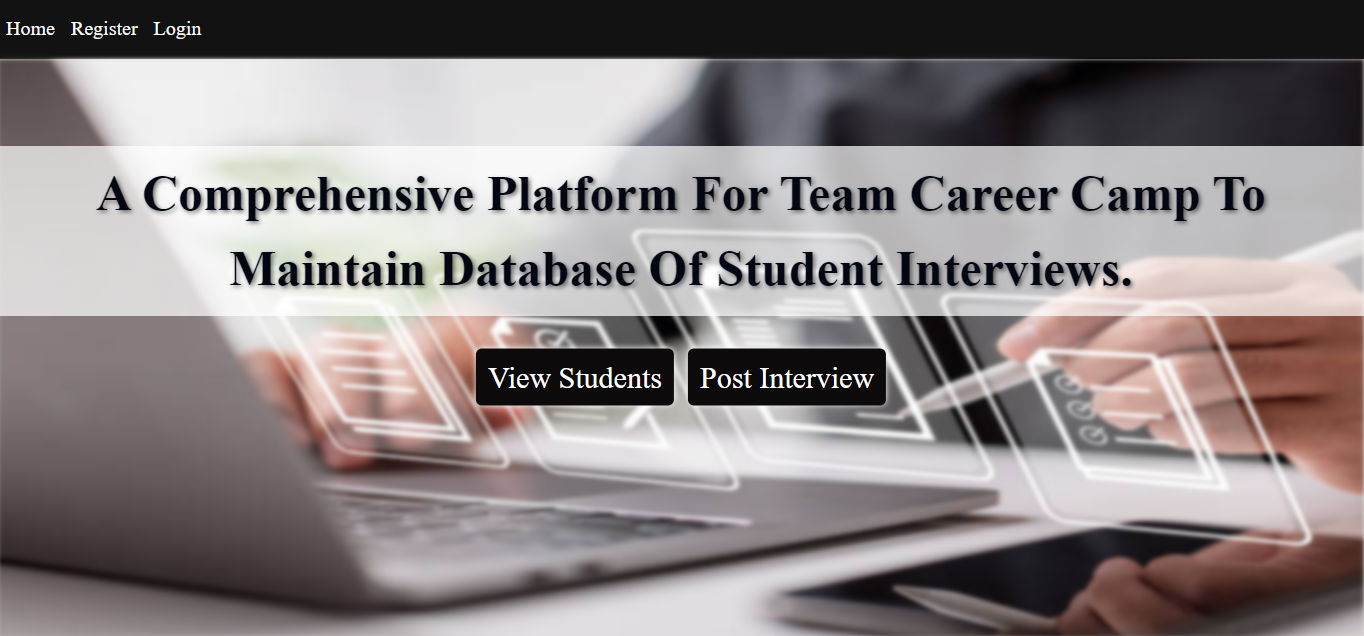 Home Register Login
A Comprehensive Platform For Team Career Camp To
Maintain Database Of Student Interviews.
View Students Post Interview